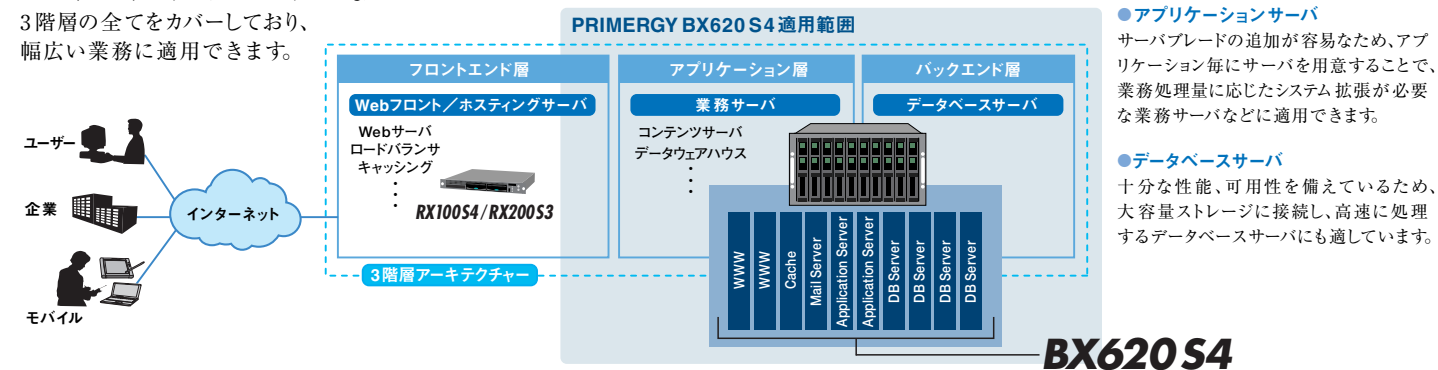 3階層の全てをカバーしており、
幅広い業務に適用できます。
PRIMERGY BX620 S4適用範囲
フロントエンド層
アプリケーション層
バックエンド層
Webフロント／ホスティングサーバ
業務サーバ
データベースサーバ
Webサーバ
ロードバランサ
キャッシング
・
・
・
RX100S4/RX200S3
コンテンツサーバ
データウェアハウス
・
・
・
ユーザー
企業
モバイル
インターネット
3階層アーキテクチャー
WWW
WWW
Cache
Mail Server
Application Server
Application Server
DB Server
DB Server
DB Server
DB Server
BX620 S4
●アプリケーションサーバ
サーバブレードの追加が容易なため、アプ
リケーション毎にサーバを用意することで、
業務処理量に応じたシステム拡張が必要
な業務サーバなどに適用できます。
●データベースサーバ
十分な性能、可用性を備えているため、
大容量ストレージに接続し、高速に処理
するデータベースサーバにも適しています。